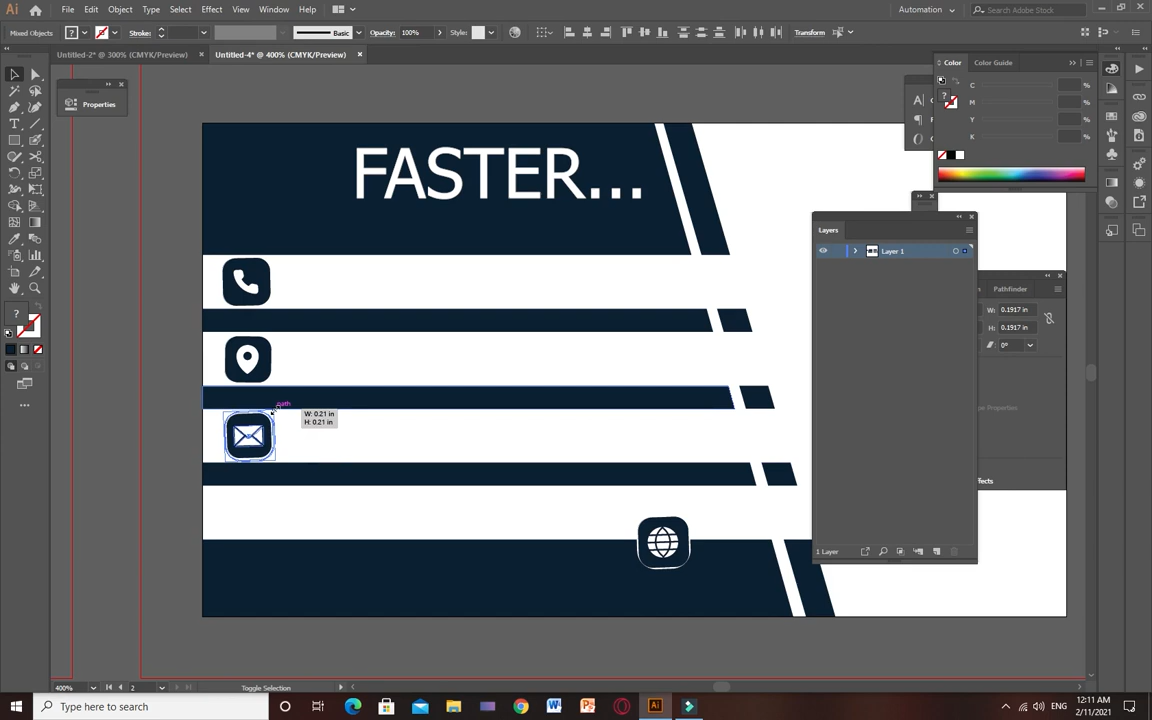 Ai
File Edit Object Type Select Effect View Window Help
Automation
Search Adobe Stock
Mixed Objects
Stroke:
Basic
Opacity: 100%
Style:
Transform
Untitled-2* @ 300% (CMYK/Preview) ×
Untitled-4* @ 400% (CMYK/Preview) ×
Properties
Color Color Guide
C %
M %
Y %
K %
FASTER...
Layers
Layer 1
Pathfinder
W: 0.1917 in
H: 0.1917 in
0°
path
W: 0.21 in
H: 0.21 in
1 Layer
400%
2
Toggle Selection
Type here to search
ENG
12:11 AM
2/11/2021